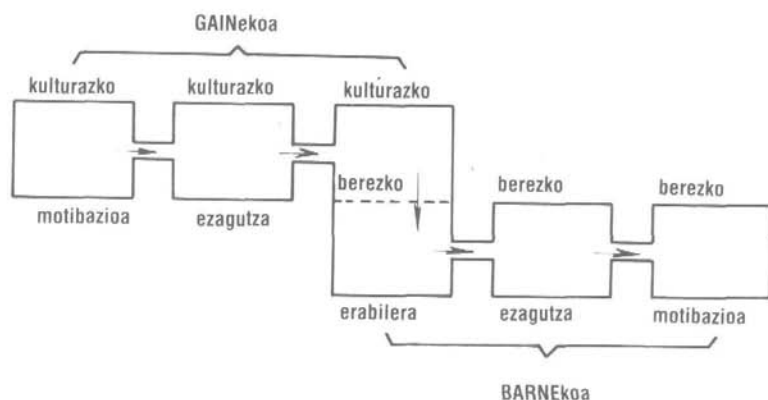 GAINekoa
kulturazko kulturazko kulturazko
berezko berezko berezko
motibazioa ezagutza
erabilera ezagutza motibazioa
BARNEkoa